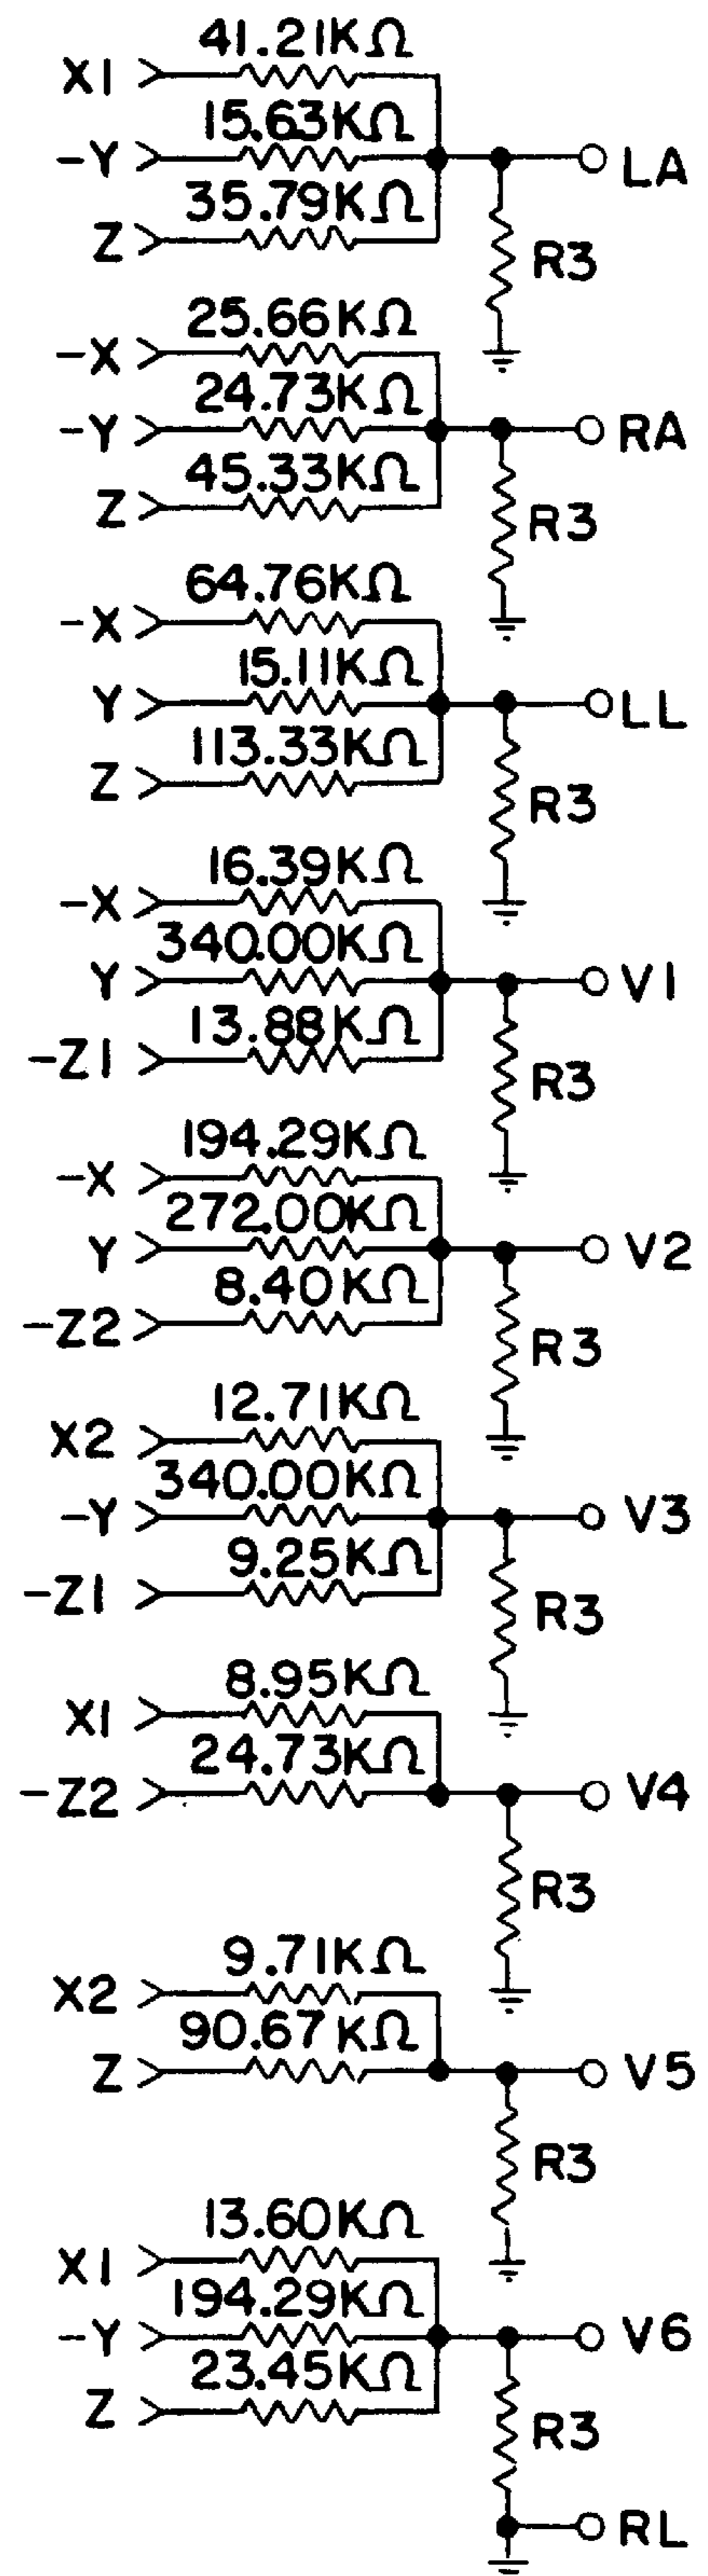 41.21KΩ
X1
15.63KΩ
-Y
LA
35.79KΩ
Z
R3
25.66KΩ
-X
24.73KΩ
-Y
RA
45.33KΩ
Z
R3
64.76KΩ
-X
15.11KΩ
Y
LL
113.33KΩ
Z
R3
16.39KΩ
-X
340.00KΩ
Y
V1
13.88KΩ
-Z1
R3
194.29KΩ
-X
272.00KΩ
Y
V2
8.40KΩ
-Z2
R3
12.71KΩ
X2
340.00KΩ
-Y
V3
9.25KΩ
-Z1
R3
8.95KΩ
X1
24.73KΩ
-Z2
V4
R3
9.71KΩ
X2
90.67KΩ
Z
V5
R3
13.60KΩ
X1
194.29KΩ
-Y
V6
23.45KΩ
Z
R3
RL